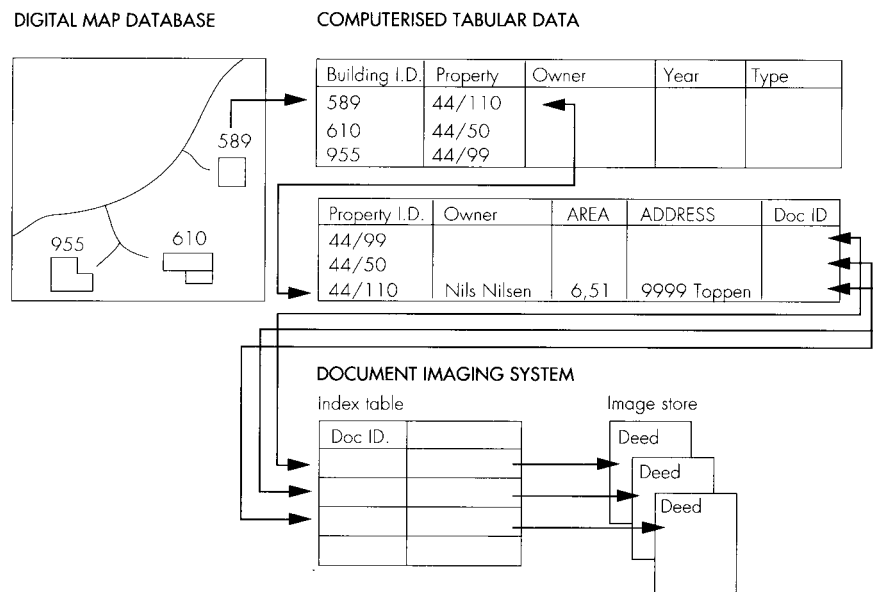 DIGITAL MAP DATABASE
COMPUTERISED TABULAR DATA
589
955
610
Building I.D. Property Owner Year Type
589 44/110
610 44/50
955 44/99
Property I.D. Owner AREA ADDRESS Doc ID
44/99
44/50
44/110 Nils Nilsen 6,51 9999 Toppen
DOCUMENT IMAGING SYSTEM
Index table
Image store
Doc ID.
Deed
Deed
Deed